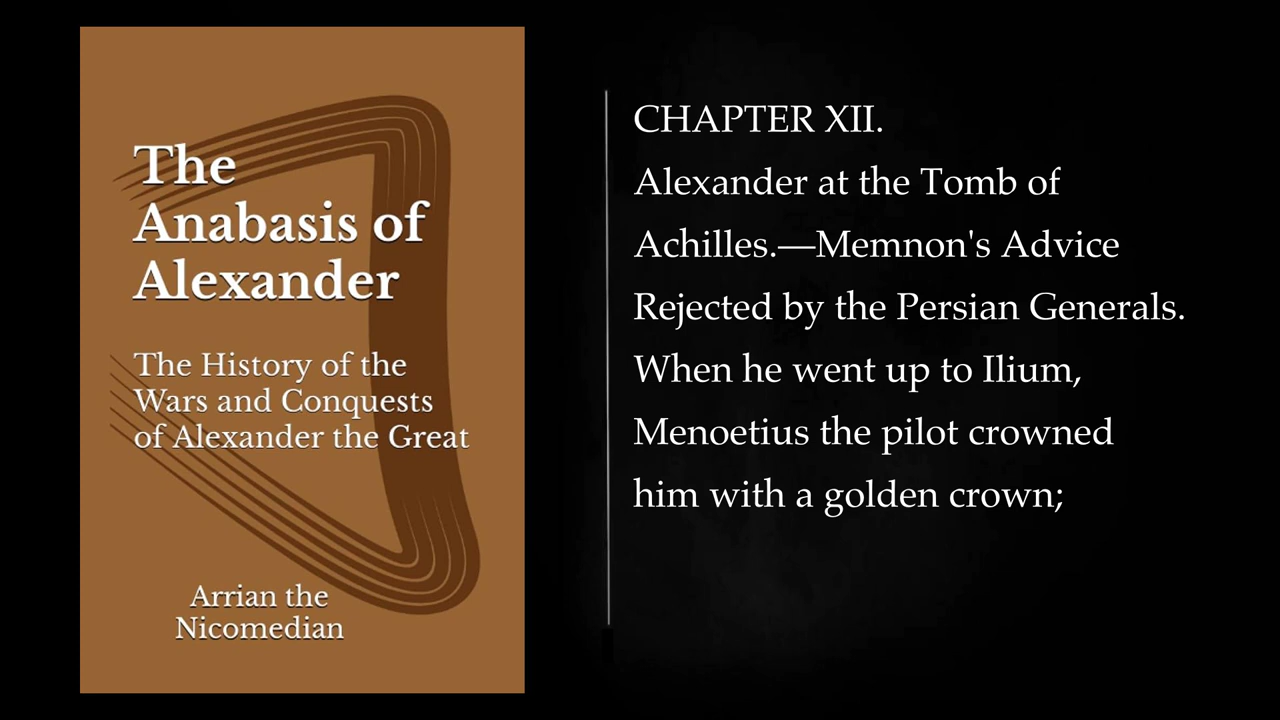 The
Anabasis of
Alexander
The History of the
Wars and Conquests
of Alexander the Great
Arrian the
Nicomedian
CHAPTER XII.
Alexander at the Tomb of
Achilles.—Memnon's Advice
Rejected by the Persian Generals.
When he went up to Ilium,
Menoetius the pilot crowned
him with a golden crown;